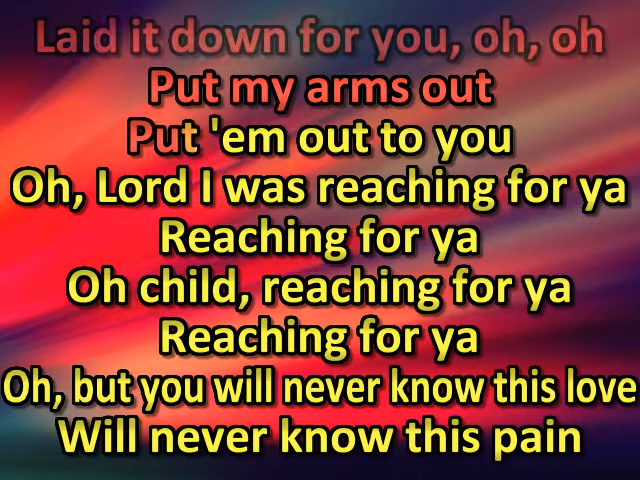 Laid it down for you, oh, oh
Put my arms out
Put 'em out to you
Oh, Lord I was reaching for ya
Reaching for ya
Oh child, reaching for ya
Reaching for ya
Oh, but you will never know this love
Will never know this pain